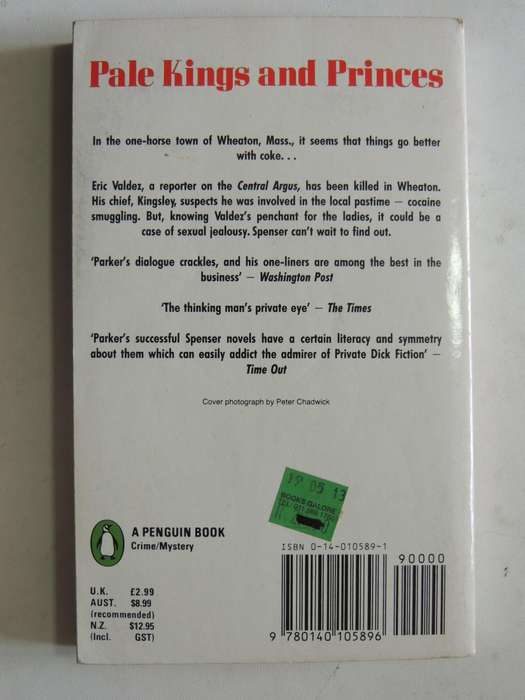 Pale Kings and Princes
In the one-horse town of Wheaton, Mass., it seems that things go better
with coke. . .
Eric Valdez, a reporter on the Central Argus, has been killed in Wheaton.
His chief, Kingsley, suspects he was involved in the local pastime – cocaine
smuggling. But, knowing Valdez's penchant for the ladies, it could be a
case of sexual jealousy. Spenser can't wait to find out.
'Parker's dialogue crackles, and his one-liners are among the best in the
business' – Washington Post
'The thinking man's private eye' – The Times
'Parker's successful Spenser novels have a certain literacy and symmetry
about them which can easily addict the admirer of Private Dick Fiction' –
Time Out
Cover photograph by Peter Chadwick
BOOKS GALORE
A PENGUIN BOOK
Crime/Mystery
U.K. £2.99
AUST. $8.99
(recommended)
N.Z. $12.95
(Incl. GST)
ISBN 0-14-010589-1
90000
9 780140 105896